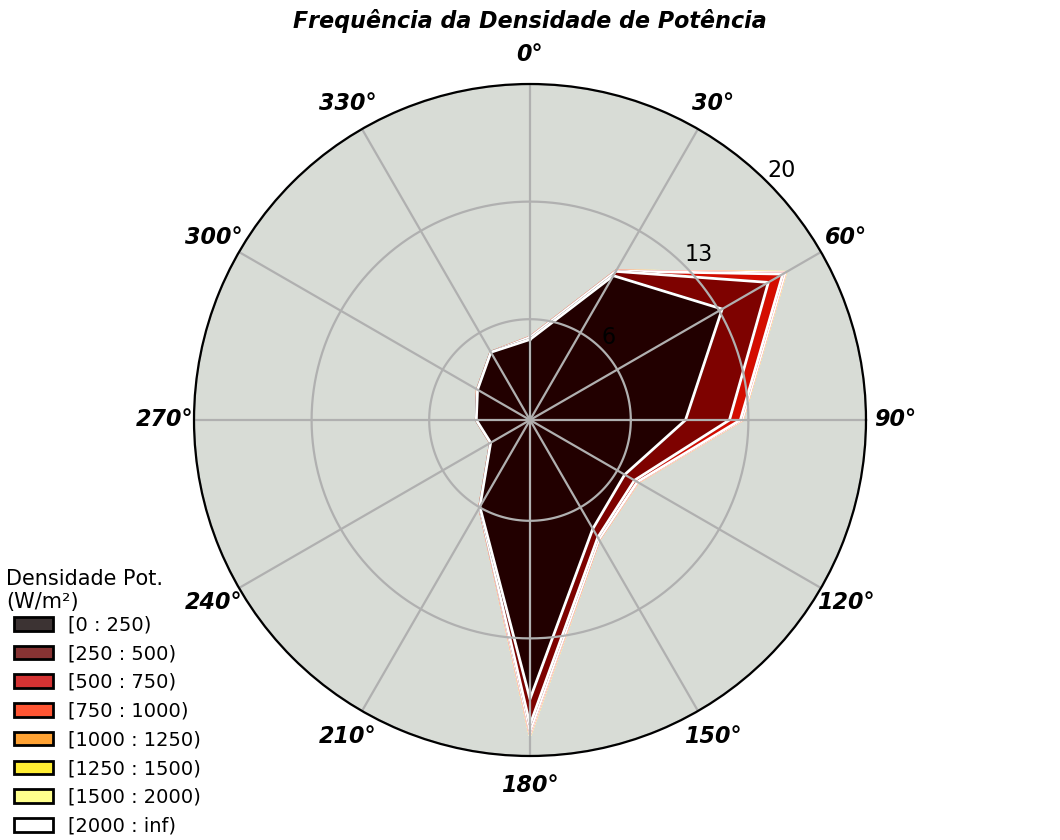 Frequência da Densidade de Potência
0°
330°
30°
20
300°
60°
13
6
270°
90°
240°
120°
210°
150°
180°
Densidade Pot.
(W/m²)
[0 : 250)
[250 : 500)
[500 : 750)
[750 : 1000)
[1000 : 1250)
[1250 : 1500)
[1500 : 2000)
[2000 : inf)